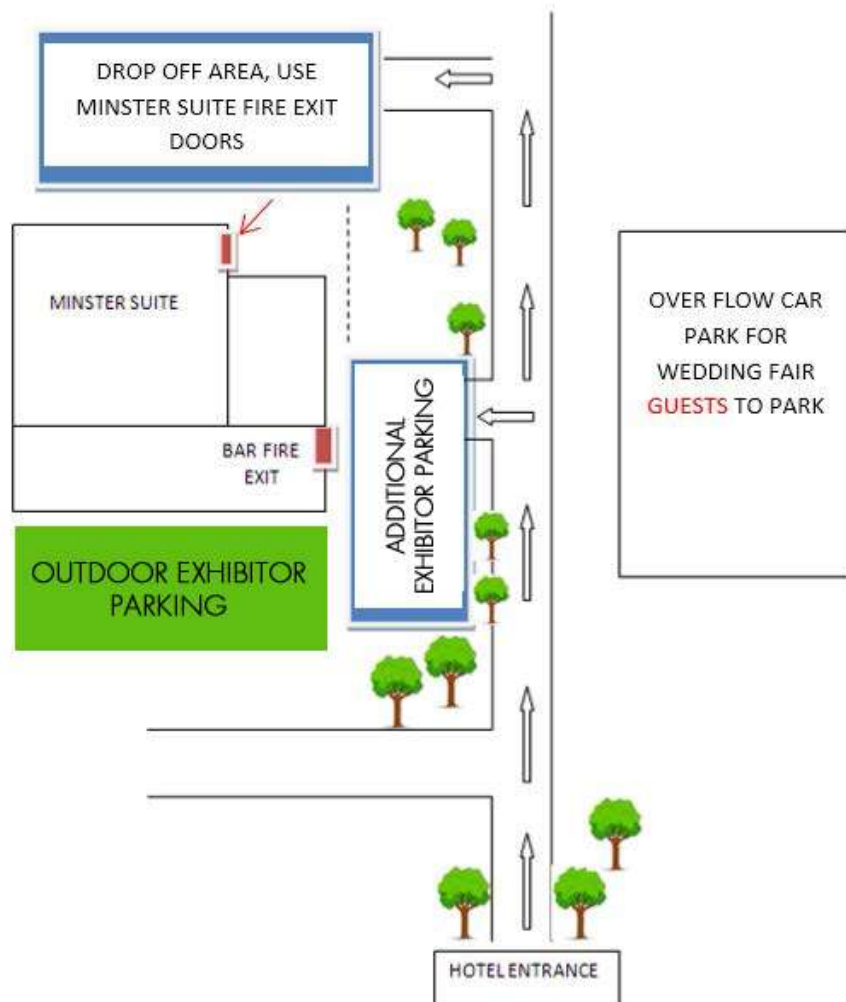 DROP OFF AREA, USE
MINSTER SUITE FIRE EXIT
DOORS
MINSTER SUITE
OVER FLOW CAR
PARK FOR
WEDDING FAIR
GUESTS TO PARK
BAR FIRE
EXIT
ADDITIONAL
EXHIBITOR PARKING
OUTDOOR EXHIBITOR
PARKING
HOTEL ENTRANCE